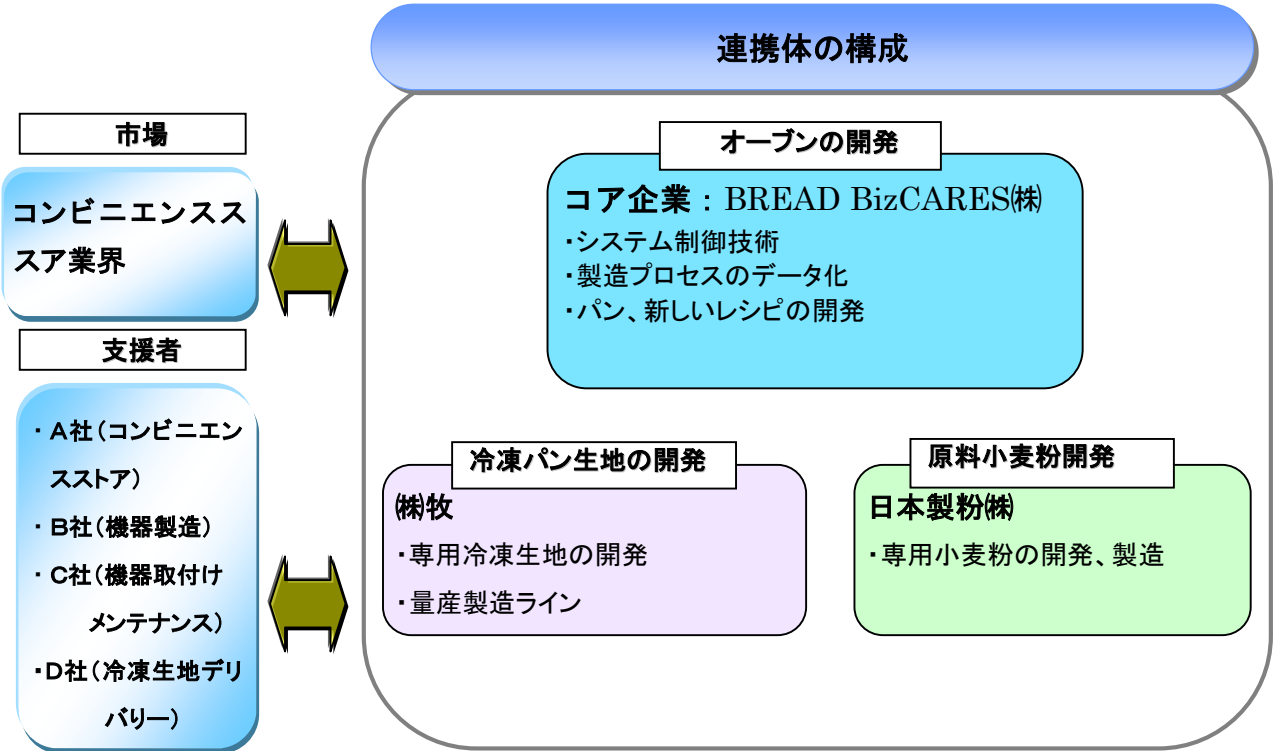 連携体の構成
市場
コンビニエンスス
スア業界
支援者
・A社（コンビニエン
スストア）
・B社（機器製造）
・C社（機器取付け
メンテナンス）
・D社（冷凍生地デリ
バリー）
オーブンの開発
コア企業：BREAD BizCARES㈱
・システム制御技術
・製造プロセスのデータ化
・パン、新しいレシピの開発
冷凍パン生地の開発
㈱牧
・専用冷凍生地の開発
・量産製造ライン
原料小麦粉開発
日本製粉㈱
・専用小麦粉の開発、製造